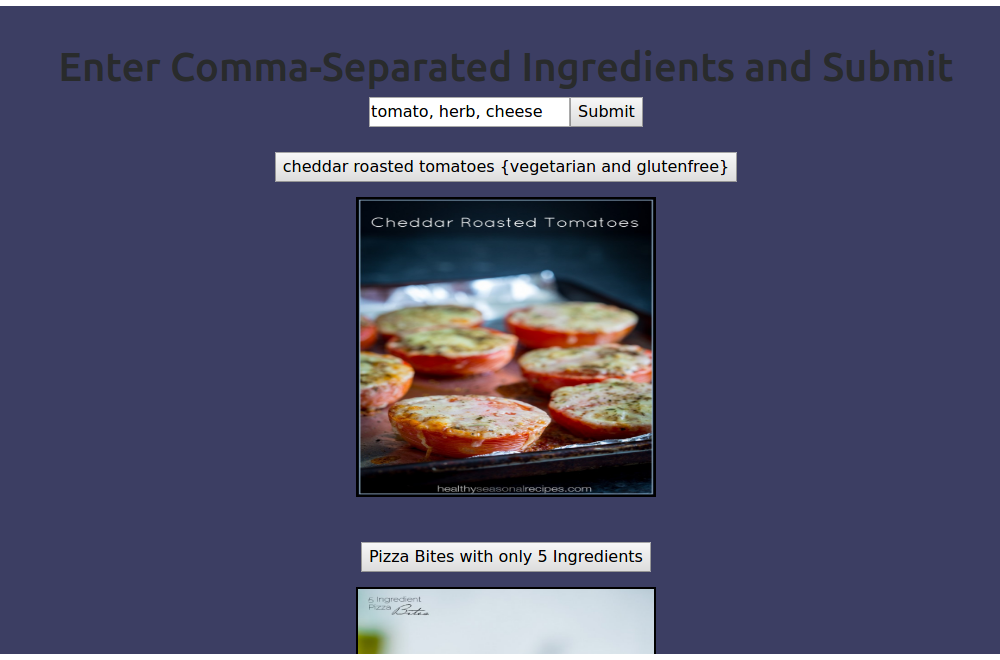 Enter Comma-Separated Ingredients and Submit
tomato, herb, cheese Submit
cheddar roasted tomatoes {vegetarian and glutenfree}
Cheddar Roasted Tomatoes
healthyseasonalrecipes.com
Pizza Bites with only 5 Ingredients
5 Ingredient
Pizza Bites